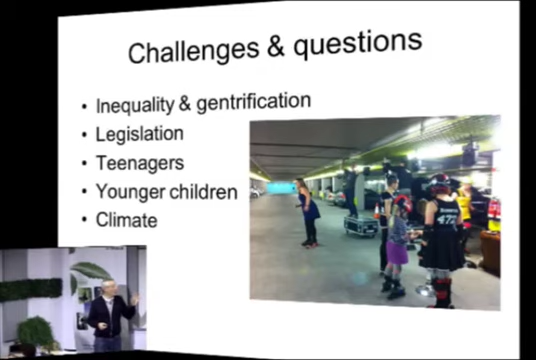 Challenges & questions
• Inequality & gentrification
• Legislation
• Teenagers
• Younger children
• Climate